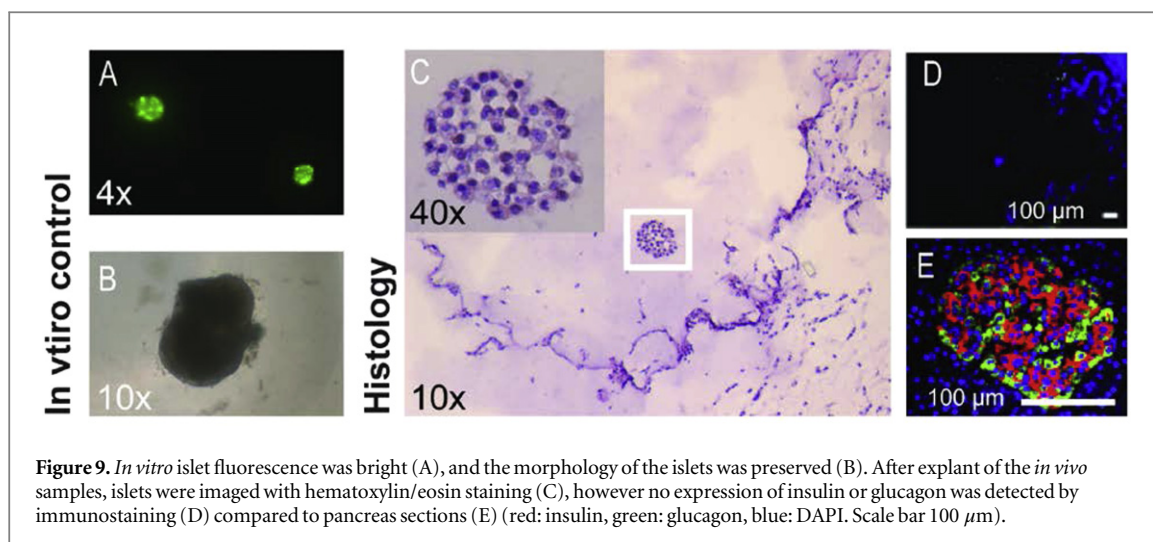 In vtiro control
A
4x
B
10x
Histology
C
40x
10x
D
100 µm
E
100 µm
Figure 9. In vitro islet fluorescence was bright (A), and the morphology of the islets was preserved (B). After explant of the in vivo
samples, islets were imaged with hematoxylin/eosin staining (C), however no expression of insulin or glucagon was detected by
immunostaining (D) compared to pancreas sections (E) (red: insulin, green: glucagon, blue: DAPI. Scale bar 100 µm).